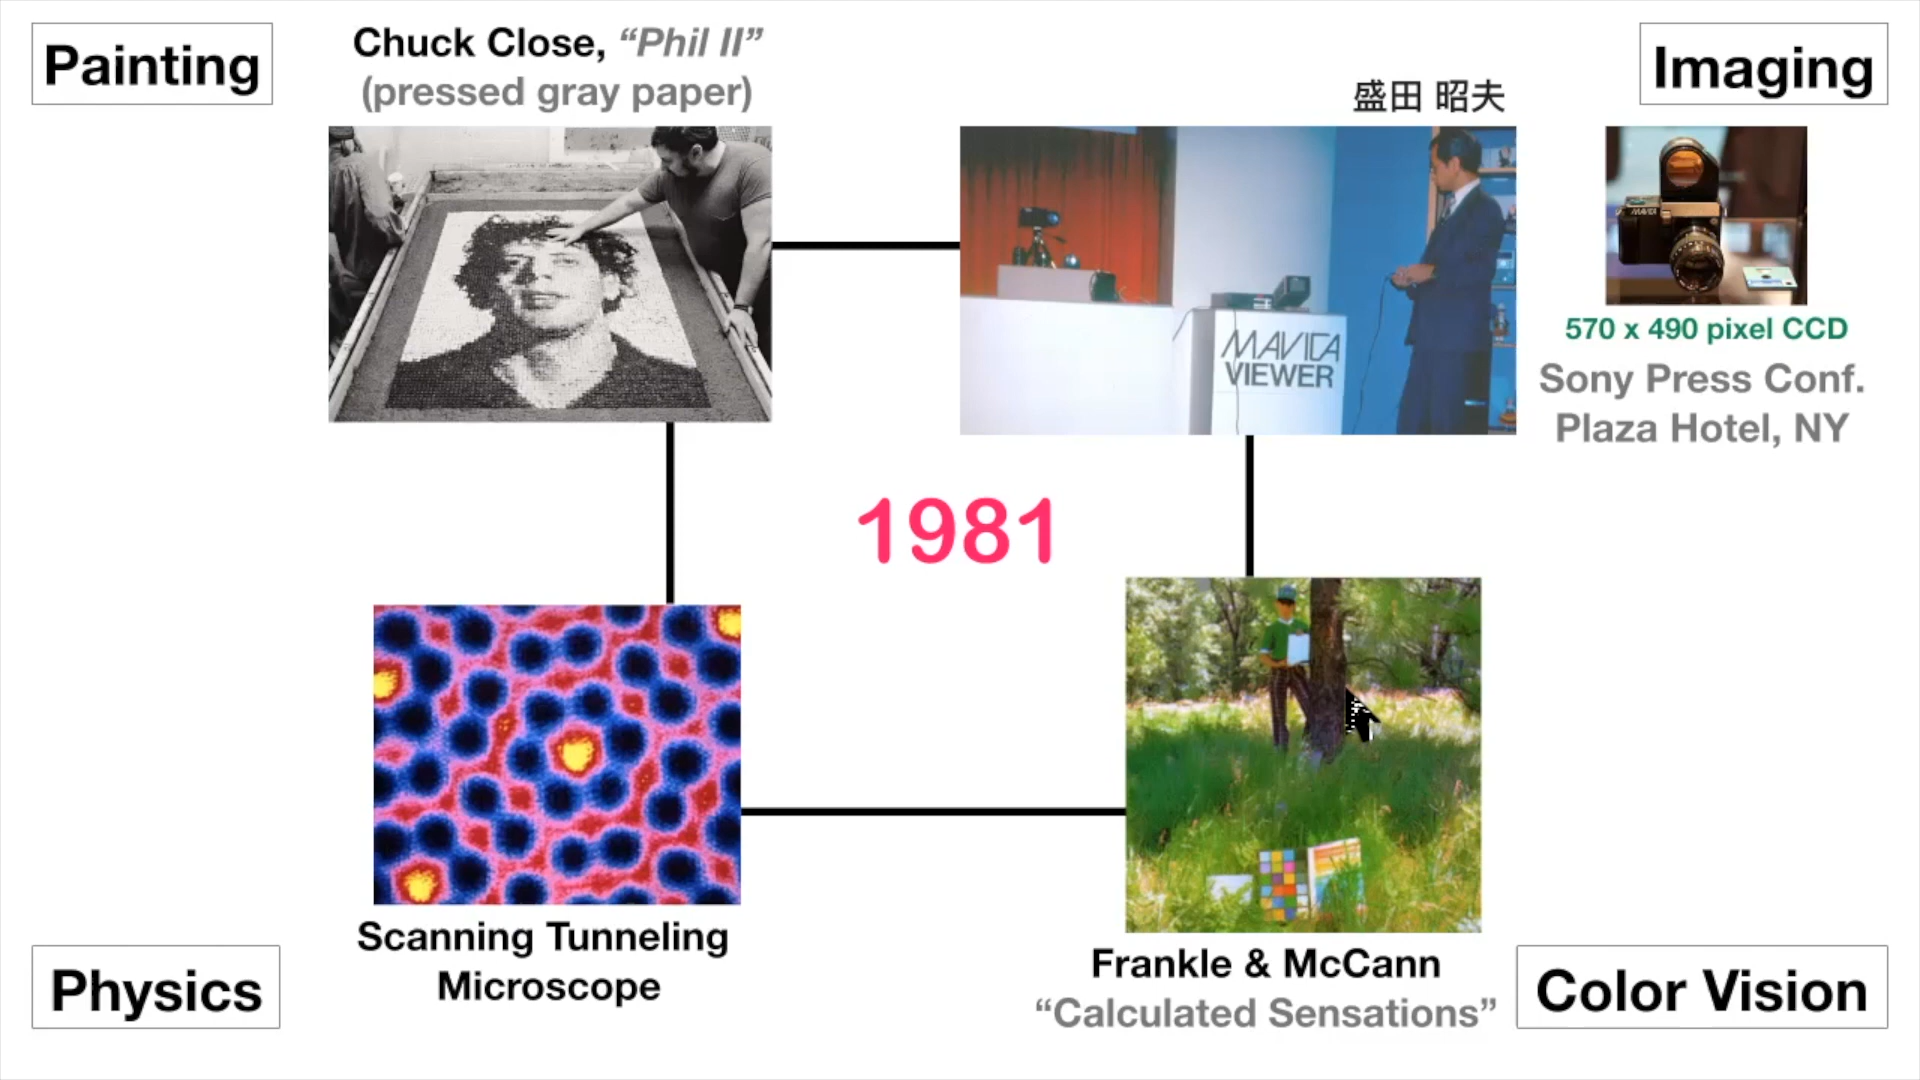 Painting
Chuck Close, “Phil II”
(pressed gray paper)
盛田 昭夫
Imaging
MAVICA
VIEWER
MAVICA
570 x 490 pixel CCD
Sony Press Conf.
Plaza Hotel, NY
1981
Scanning Tunneling
Microscope
Physics
Frankle & McCann
“Calculated Sensations”
Color Vision